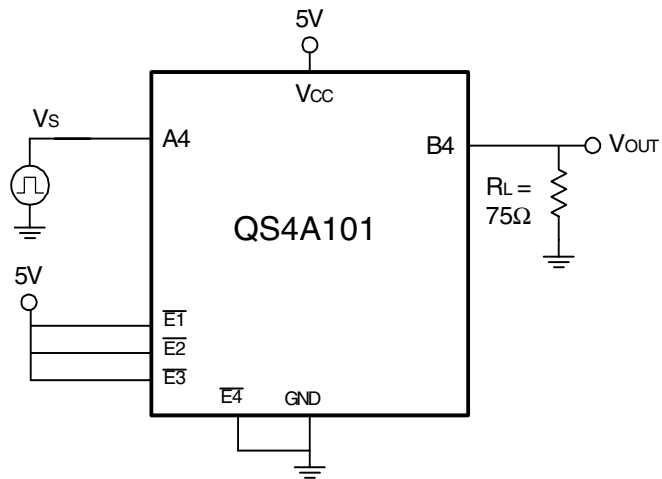 5V
VCC
VS
A4
B4
VOUT
RL =
75Ω
QS4A101
5V
E1
E2
E3
E4
GND